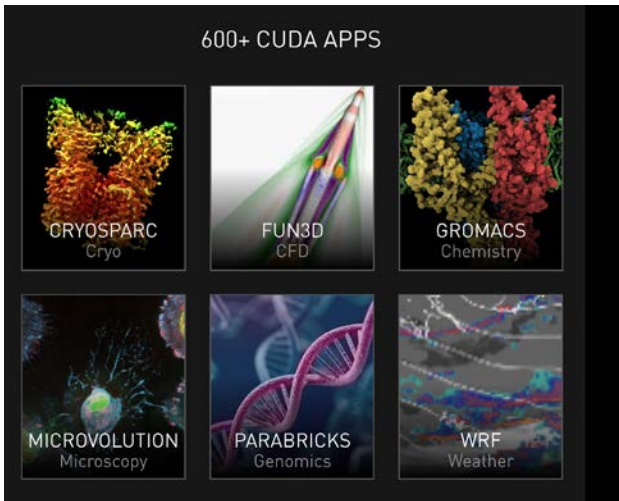 600+ CUDA APPS
CRYOSPARC
Cryo
FUN3D
CFD
GROMACS
Chemistry
MICROVOLUTION
Microscopy
PARABRICKS
Genomics
WRF
Weather